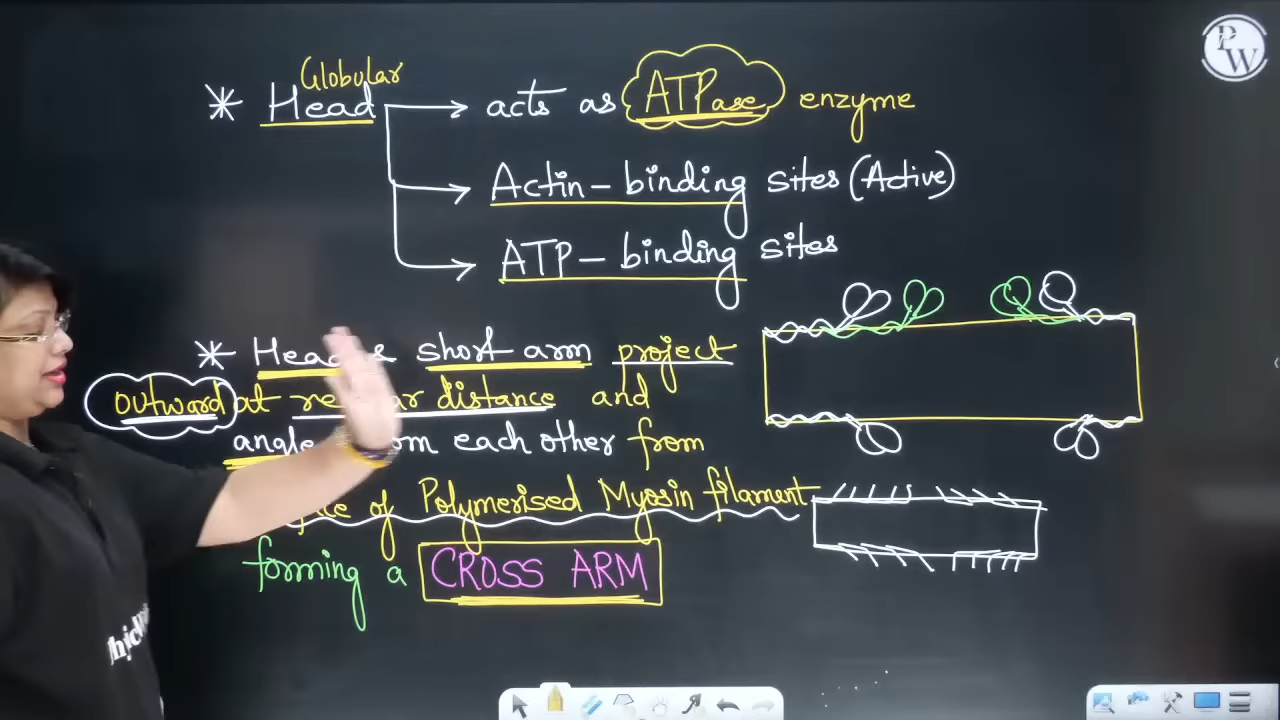 Globular
* Head → acts as ATPase enzyme
→ Actin - binding sites (Active)
→ ATP - binding sites
* Head & short arm project
outward at distance and
each other from
of Polymerised Myosin filament
forming a CROSS ARM
PW